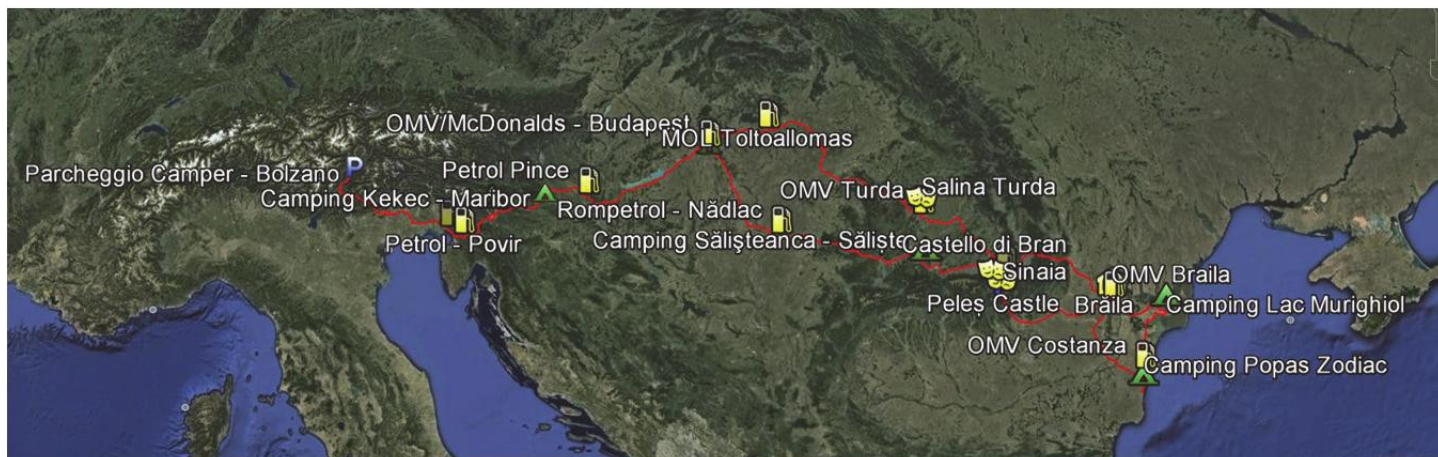 OMV/McDonalds - Budapest
MOL Toltoallomas
Parcheggio Camper - Bolzano
P
Petrol Pince
Camping Kekec - Maribor
OMV Turda
Salina Turda
Rompetrol - Nădlac
Petrol - Povir
Camping Sălişteanca - Sălişte
Castello di Bran
Sinaia
OMV Braila
Peleș Castle
Brăila
Camping Lac Murighiol
OMV Costanza
Camping Popas Zodiac